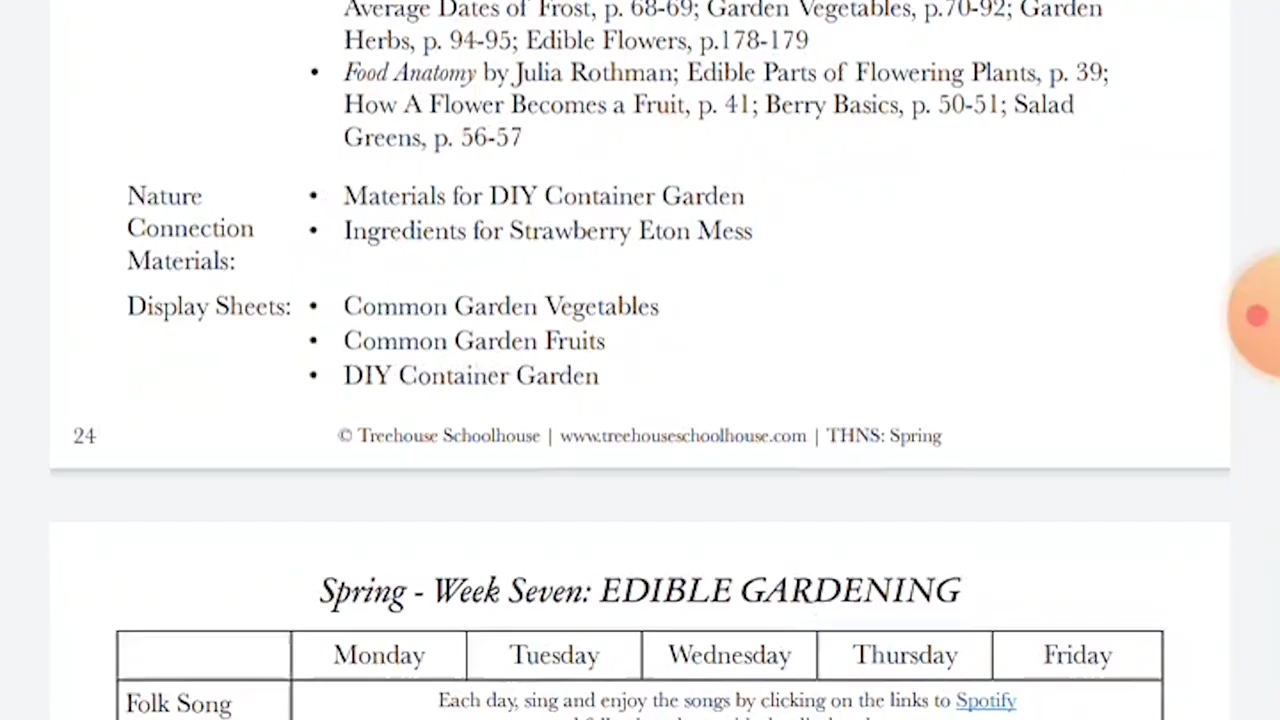 Average Dates of Frost, p. 68-69; Garden Vegetables, p.70-92; Garden
Herbs, p. 94-95; Edible Flowers, p.178-179
• Food Anatomy by Julia Rothman; Edible Parts of Flowering Plants, p. 39;
How A Flower Becomes a Fruit, p. 41; Berry Basics, p. 50-51; Salad
Greens, p. 56-57
Nature Connection Materials:
• Materials for DIY Container Garden
• Ingredients for Strawberry Eton Mess
Display Sheets: • Common Garden Vegetables
• Common Garden Fruits
• DIY Container Garden
24 © Treehouse Schoolhouse | www.treehouseschoolhouse.com | THNS: Spring
Spring - Week Seven: EDIBLE GARDENING
Monday Tuesday Wednesday Thursday Friday
Folk Song Each day, sing and enjoy the songs by clicking on the links to Spotify